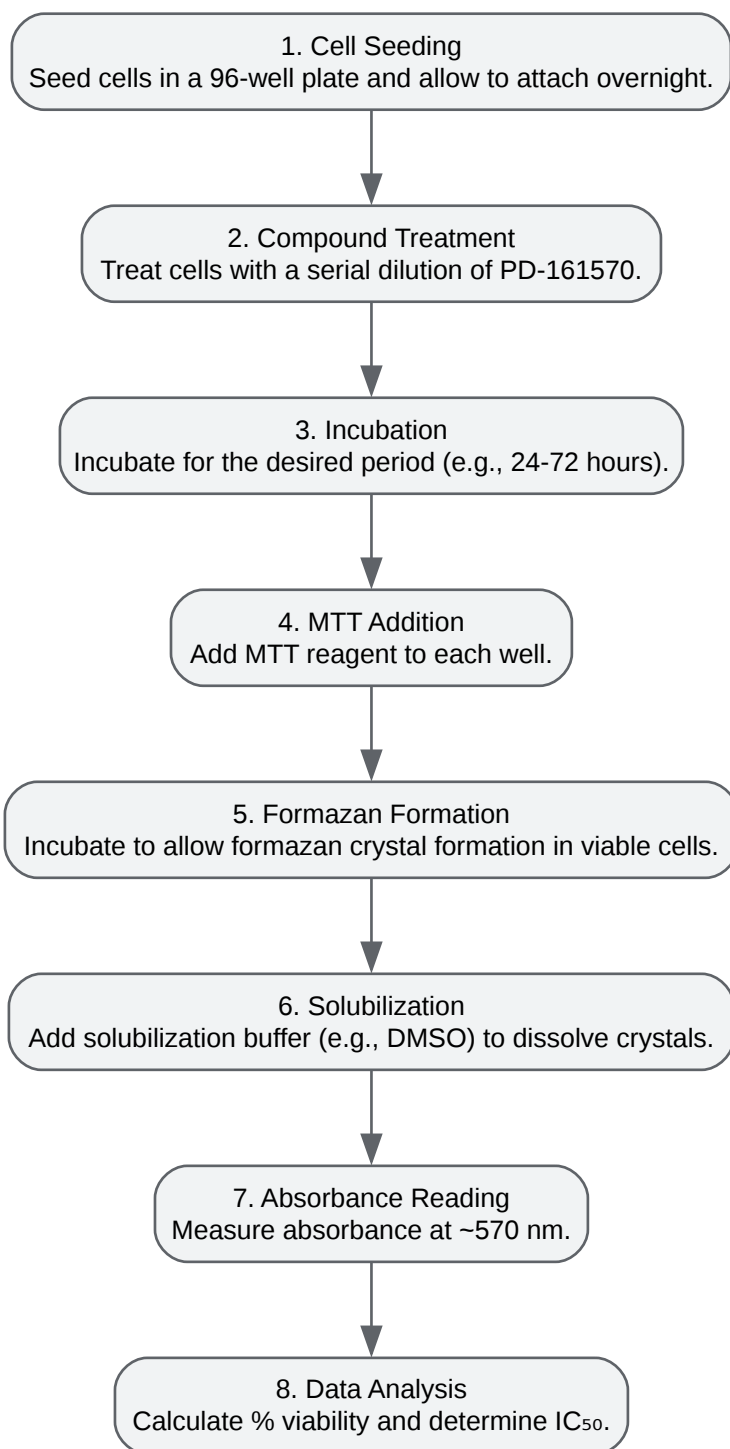 1. Cell Seeding
Seed cells in a 96-well plate and allow to attach overnight.
2. Compound Treatment
Treat cells with a serial dilution of PD-161570.
3. Incubation
Incubate for the desired period (e.g., 24-72 hours).
4. MTT Addition
Add MTT reagent to each well.
5. Formazan Formation
Incubate to allow formazan crystal formation in viable cells.
6. Solubilization
Add solubilization buffer (e.g., DMSO) to dissolve crystals.
7. Absorbance Reading
Measure absorbance at ~570 nm.
8. Data Analysis
Calculate % viability and determine IC₅₀.